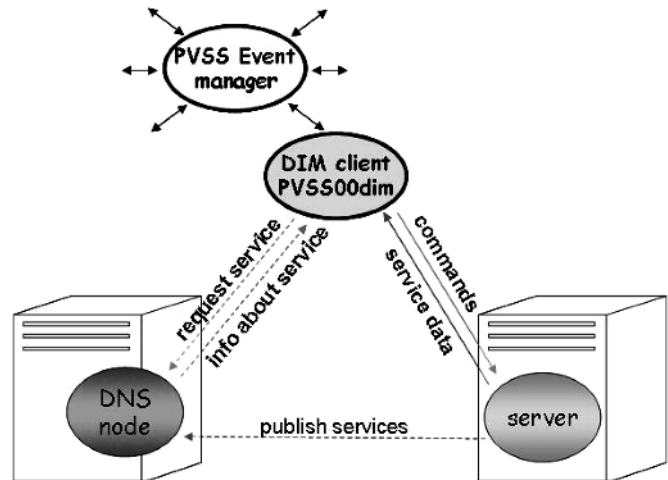 PVSS Event
manager
DIM client
PVSS00dim
request service
info about service
commands
service data
DNS
node
publish services
server